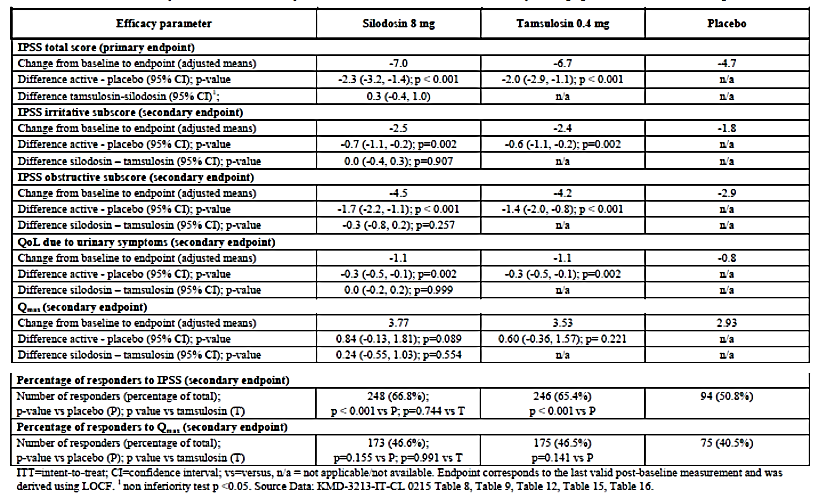 Efficacy parameter Silodosin 8 mg Tamsulosin 0.4 mg Placebo
IPSS total score (primary endpoint)
Change from baseline to endpoint (adjusted means) -7.0 -6.7 -4.7
Difference active - placebo (95% CI); p-value -2.3 (-3.2, -1.4); p < 0.001 -2.0 (-2.9, -1.1); p < 0.001 n/a
Difference tamsulosin-silodosin (95% CI)1; 0.3 (-0.4, 1.0) n/a n/a
IPSS irritative subscore (secondary endpoint)
Change from baseline to endpoint (adjusted means) -2.5 -2.4 -1.8
Difference active - placebo (95% CI); p-value -0.7 (-1.1, -0.2); p=0.002 -0.6 (-1.1, -0.2); p=0.002 n/a
Difference silodosin – tamsulosin (95% CI); p-value 0.0 (-0.4, 0.3); p=0.907 n/a n/a
IPSS obstructive subscore (secondary endpoint)
Change from baseline to endpoint (adjusted means) -4.5 -4.2 -2.9
Difference active - placebo (95% CI); p-value -1.7 (-2.2, -1.1); p < 0.001 -1.4 (-2.0, -0.8); p < 0.001 n/a
Difference silodosin – tamsulosin (95% CI); p-value -0.3 (-0.8, 0.2); p=0.257 n/a n/a
QoL due to urinary symptoms (secondary endpoint)
Change from baseline to endpoint (adjusted means) -1.1 -1.1 -0.8
Difference active - placebo (95% CI); p-value -0.3 (-0.5, -0.1); p=0.002 -0.3 (-0.5, -0.1); p=0.002 n/a
Difference silodosin – tamsulosin (95% CI); p-value 0.0 (-0.2, 0.2); p=0.999 n/a n/a
Qmax (secondary endpoint)
Change from baseline to endpoint (adjusted means) 3.77 3.53 2.93
Difference active - placebo (95% CI); p-value 0.84 (-0.13, 1.81); p=0.089 0.60 (-0.36, 1.57); p= 0.221 n/a
Difference silodosin – tamsulosin (95% CI); p-value 0.24 (-0.55, 1.03); p=0.554 n/a n/a
Percentage of responders to IPSS (secondary endpoint)
Number of responders (percentage of total); 248 (66.8%); 246 (65.4%) 94 (50.8%)
p-value vs placebo (P); p value vs tamsulosin (T) p < 0.001 vs P; p=0.744 vs T p < 0.001 vs P
Percentage of responders to Qmax (secondary endpoint)
Number of responders (percentage of total); 173 (46.6%); 175 (46.5%) 75 (40.5%)
p-value vs placebo (P); p value vs tamsulosin (T) p=0.155 vs P; p=0.991 vs T p=0.141 vs P
ITT=intent-to-treat; CI=confidence interval; vs=versus, n/a = not applicable/not available. Endpoint corresponds to the last valid post-baseline measurement and was
derived using LOCF. 1 non inferiority test p <0.05. Source Data: KMD-3213-IT-CL 0215 Table 8, Table 9, Table 12, Table 15, Table 16.